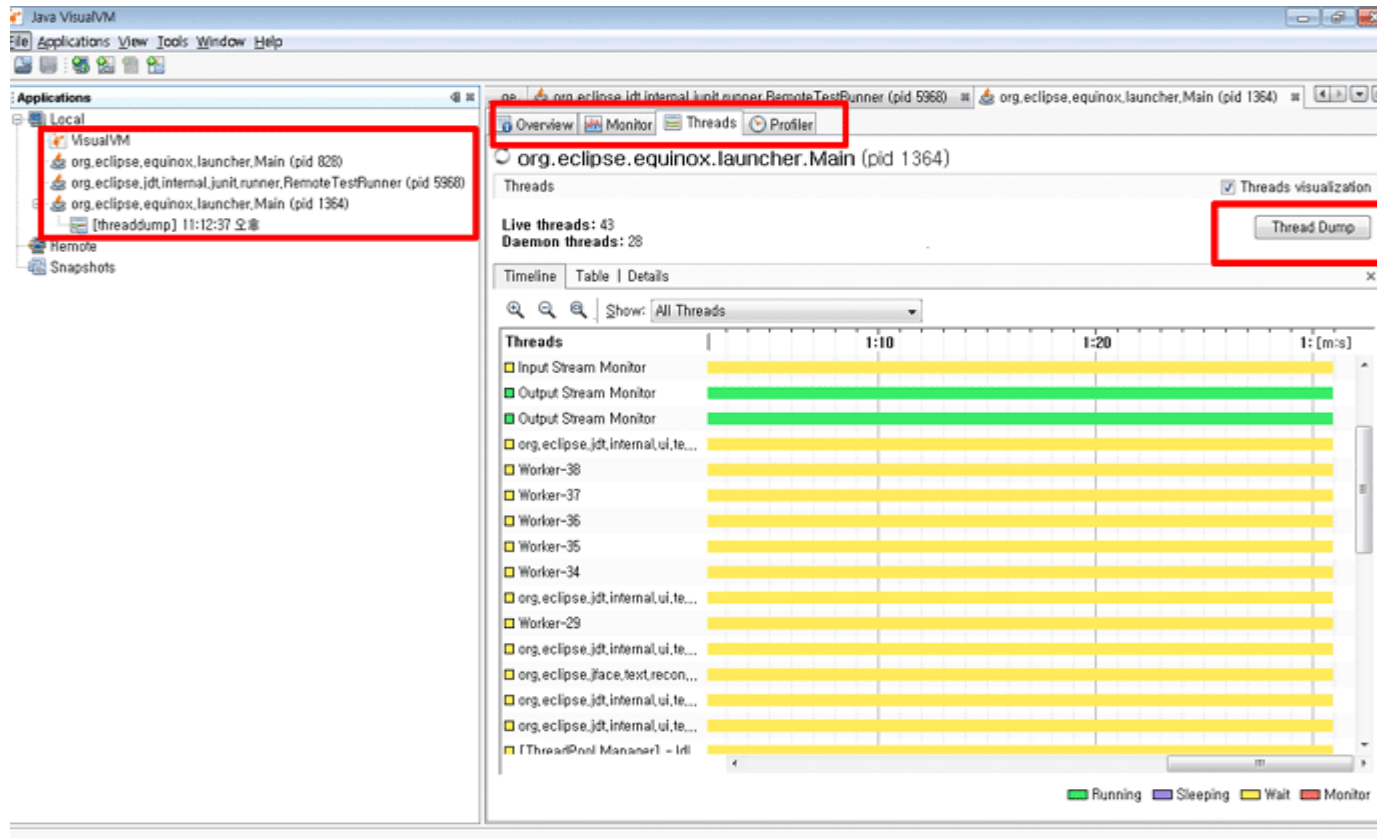 Java VisualVM
File Applications View Tools Window Help
Applications
Local
VisualVM
org.eclipse.equinox.launcher.Main (pid 828)
org.eclipse.jdt.internal.junit.runner.RemoteTestRunner (pid 5968)
org.eclipse.equinox.launcher.Main (pid 1364)
[threaddump] 11:12:37 오후
Remote
Snapshots
org.eclipse.jdt.internal.junit.runner.RemoteTestRunner (pid 5968) org.eclipse.equinox.launcher.Main (pid 1364)
Overview Monitor Threads Profiler
org.eclipse.equinox.launcher.Main (pid 1364)
Threads Threads visualization
Live threads: 43
Daemon threads: 28
Thread Dump
Timeline Table Details
Show: All Threads
Threads 1:10 1:20 1: [m:s]
Input Stream Monitor
Output Stream Monitor
Output Stream Monitor
org.eclipse.jdt.internal.ui.te...
Worker-38
Worker-37
Worker-36
Worker-35
Worker-34
org.eclipse.jdt.internal.ui.te...
Worker-29
org.eclipse.jdt.internal.ui.te...
org.eclipse.jface.text.recon...
org.eclipse.jdt.internal.ui.te...
org.eclipse.jdt.internal.ui.te...
[ThreadPool Manager] - Idl
Running Sleeping Wait Monitor